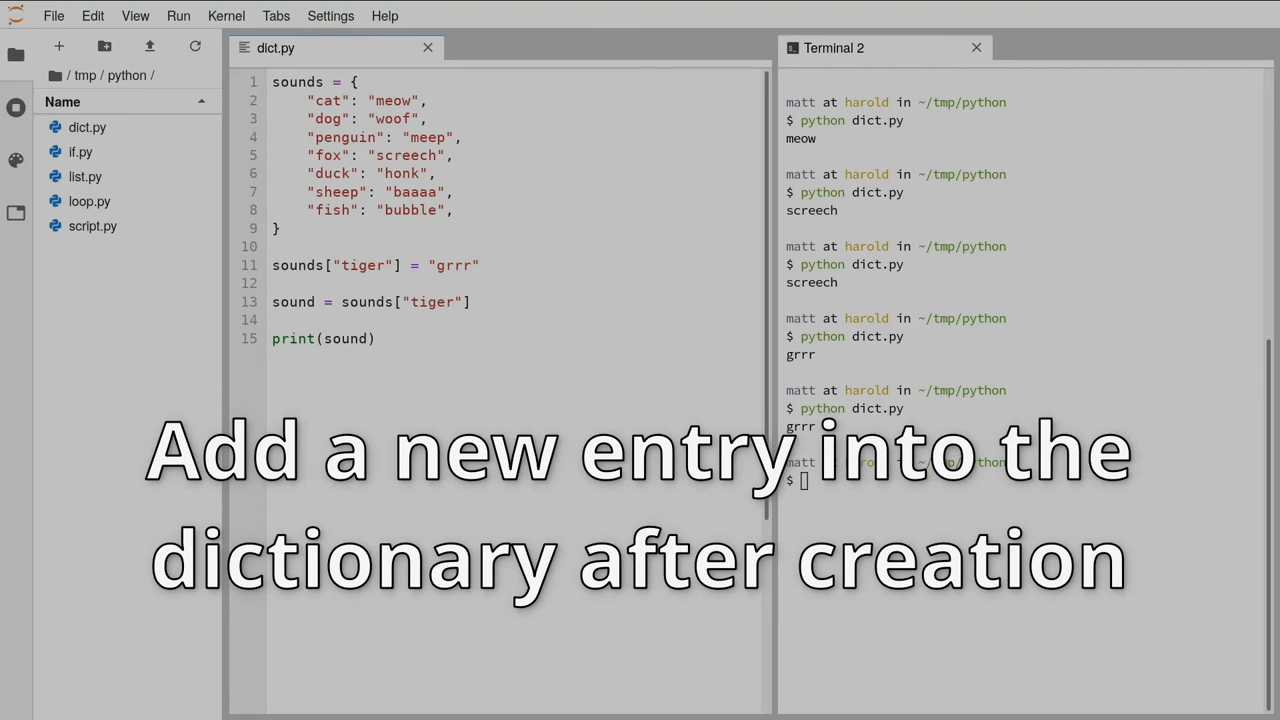 File Edit View Run Kernel Tabs Settings Help
/ tmp / python /
Name
dict.py
if.py
list.py
loop.py
script.py
dict.py
1 sounds = {
2     "cat": "meow",
3     "dog": "woof",
4     "penguin": "meep",
5     "fox": "screech",
6     "duck": "honk",
7     "sheep": "baaaa",
8     "fish": "bubble",
9 }
10
11 sounds["tiger"] = "grrr"
12
13 sound = sounds["tiger"]
14
15 print(sound)
Terminal 2
matt at harold in ~/tmp/python
$ python dict.py
meow
matt at harold in ~/tmp/python
$ python dict.py
screech
matt at harold in ~/tmp/python
$ python dict.py
screech
matt at harold in ~/tmp/python
$ python dict.py
grrr
matt at harold in ~/tmp/python
$ python dict.py
grrr
matt at harold in ~/tmp/python
$
Add a new entry into the
dictionary after creation